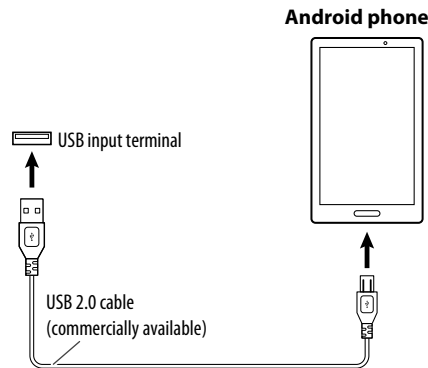 Android phone
USB input terminal
USB 2.0 cable
(commercially available)